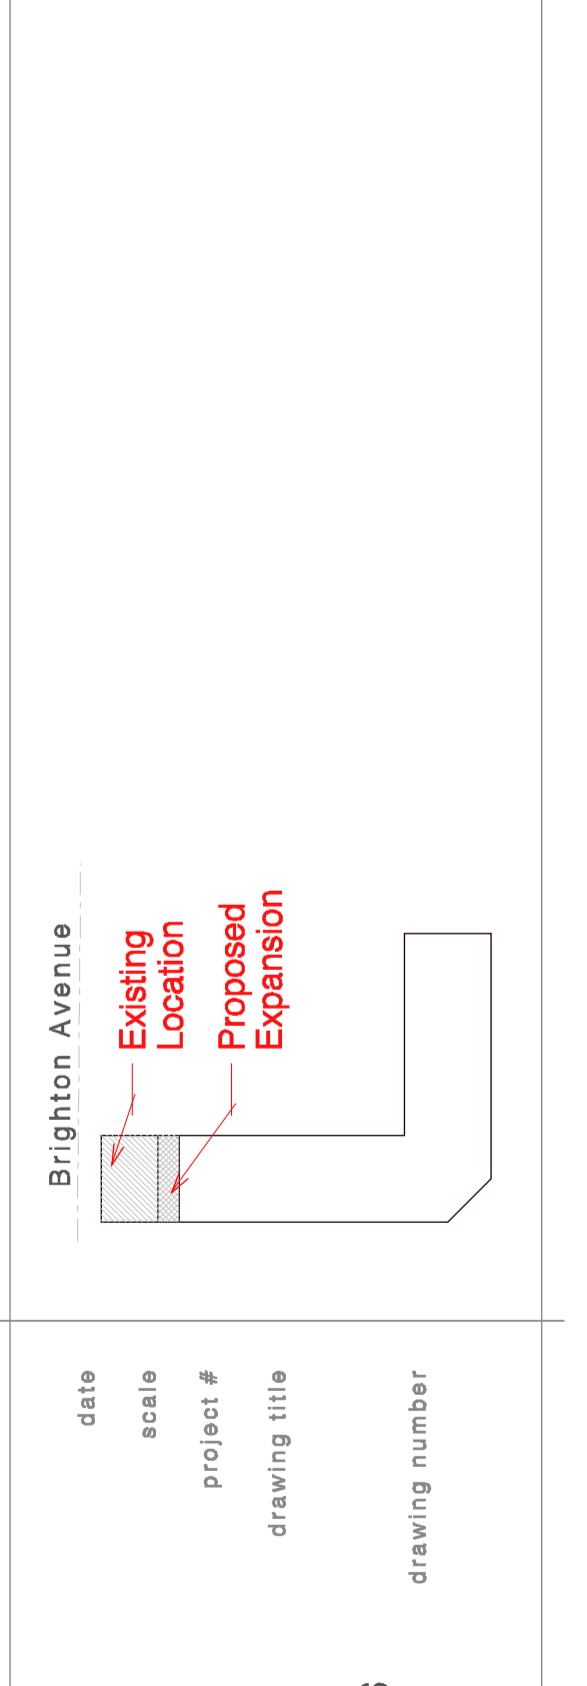 Brighton Avenue
Existing
Location
Proposed
Expansion
date
scale
project #
drawing title
drawing number